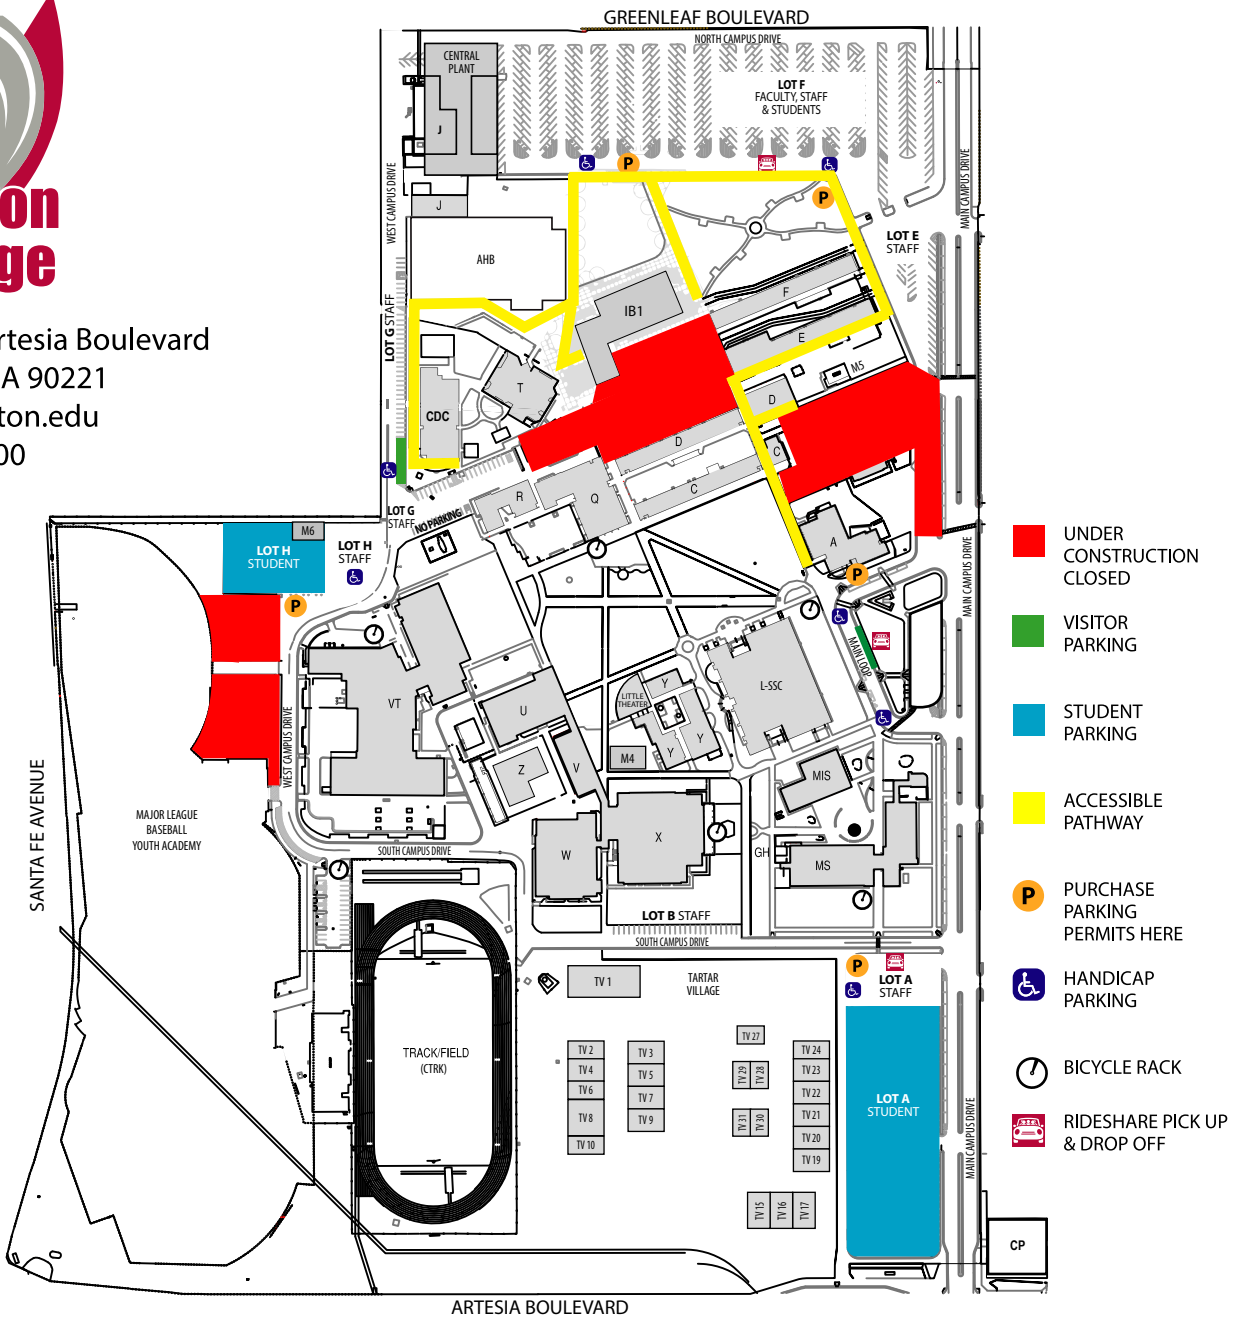 GREENLEAF BOULEVARD
NORTH CAMPUS DRIVE
CENTRAL
PLANT
LOT F
FACULTY, STAFF
& STUDENTS
J
P
WEST CAMPUS DRIVE
MAIN CAMPUS DRIVE
J
P
on
ge
LOT E
STAFF
AHB
F
IB1
E
rtesia Boulevard
A 90221
ton.edu
00
LOT G STAFF
M5
T
D
CDC
D
C
C
R
Q
LOT G
STAFF
NO PARKING
M6
LOT H
STUDENT
LOT H
STAFF
A
P
P
MAIN CAMPUS DRIVE
UNDER
CONSTRUCTION
CLOSED
VISITOR
PARKING
MAIN LOOP
L-SSC
LITTLE
THEATER
Y
VT
U
Y
Y
M4
WEST CAMPUS DRIVE
STUDENT
PARKING
SANTA FE AVENUE
Z
V
MIS
ACCESSIBLE
PATHWAY
MAJOR LEAGUE
BASEBALL
YOUTH ACADEMY
SOUTH CAMPUS DRIVE
W
X
GH
MS
P
PURCHASE
PARKING
PERMITS HERE
LOT B STAFF
SOUTH CAMPUS DRIVE
P
LOT A
STAFF
TV 1
TARTAR
VILLAGE
HANDICAP
PARKING
TRACK/FIELD
(CTRK)
TV 2
TV 4
TV 6
TV 8
TV 10
TV 3
TV 5
TV 7
TV 9
TV 27
TV 29
TV 28
TV 31
TV 30
TV 24
TV 23
TV 22
TV 21
TV 20
TV 19
TV 15
TV 16
TV 17
LOT A
STUDENT
MAIN CAMPUS DRIVE
BICYCLE RACK
RIDESHARE PICK UP
& DROP OFF
CP
ARTESIA BOULEVARD